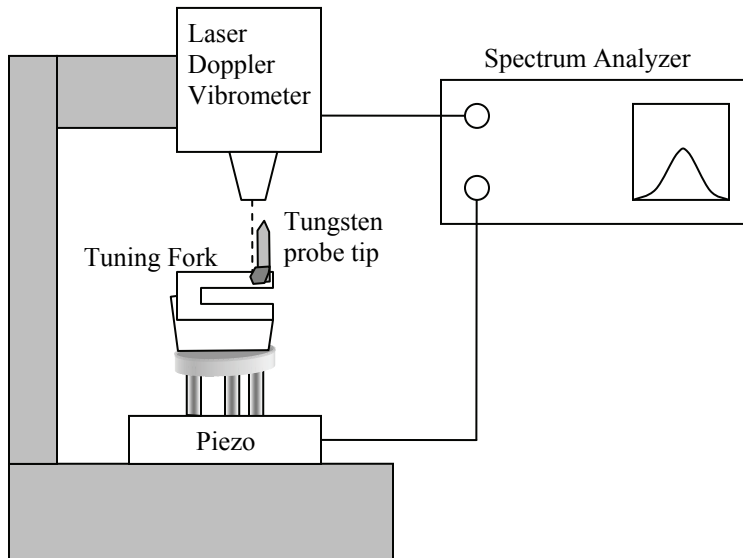 Laser
Doppler
Vibrometer
Spectrum Analyzer
Tungsten
probe tip
Tuning Fork
Piezo